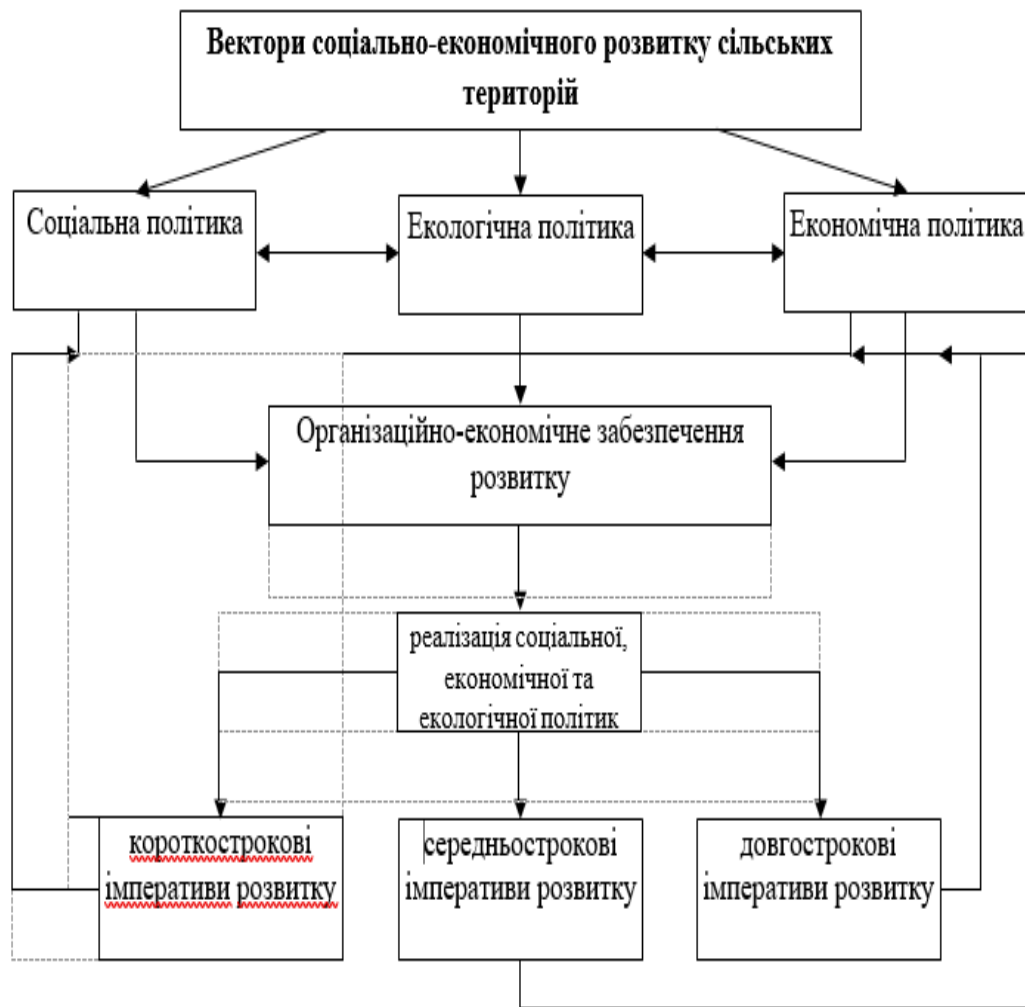 Вектори соціально-економічного розвитку сільських
територій
Соціальна політика
Екологічна політика
Економічна політика
Організаційно-економічне забезпечення
розвитку
реалізація соціальної,
економічної та
екологічної політик
короткострокові
імперативи розвитку
середньострокові
імперативи розвитку
довгострокові
імперативи розвитку